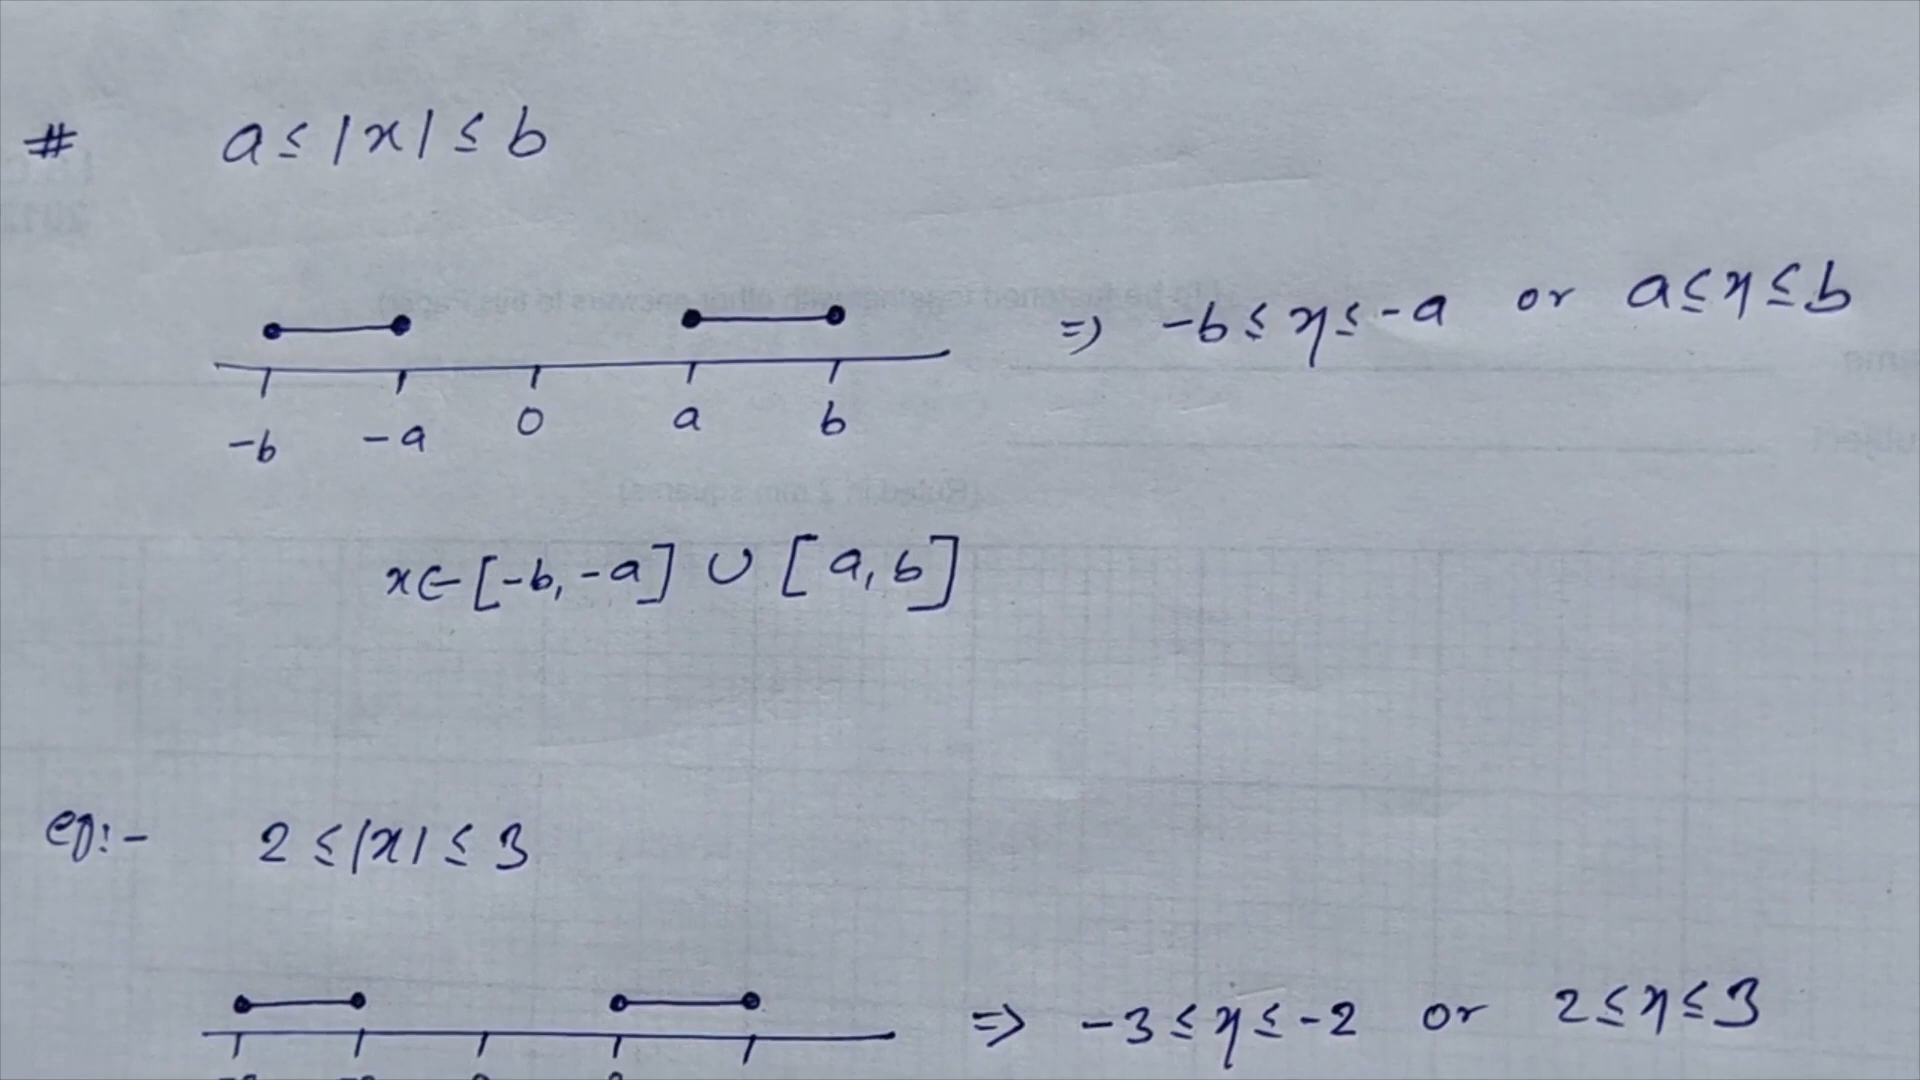 # a ≤ |x| ≤ b
⇒ -b ≤ x ≤ -a or a ≤ x ≤ b
-b -a 0 a b
x ∈ [-b, -a] ∪ [a, b]
eg:- 2 ≤ |x| ≤ 3
⇒ -3 ≤ x ≤ -2 or 2 ≤ x ≤ 3